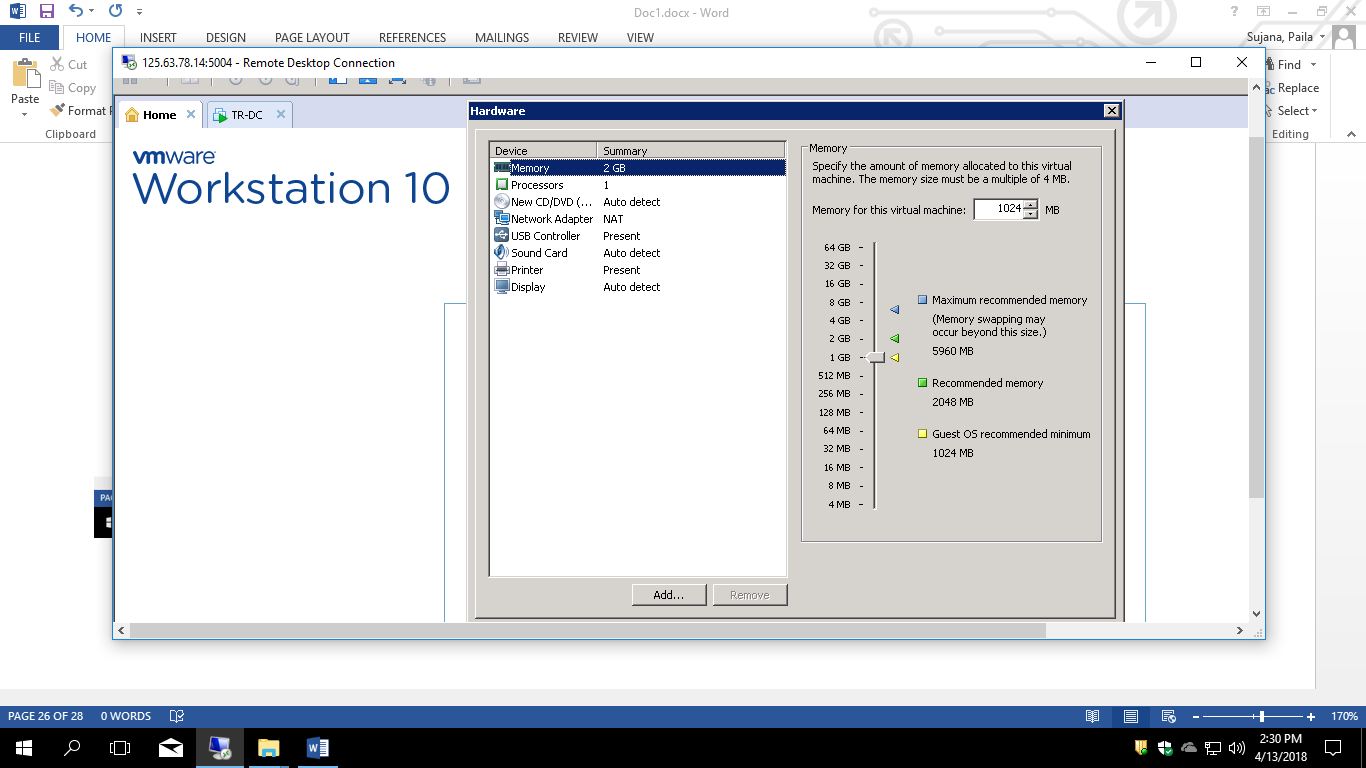 Doc1.docx - Word
?
FILE HOME INSERT DESIGN PAGE LAYOUT REFERENCES MAILINGS REVIEW VIEW Sujana, Paila
Paste
Cut
Copy
Format
Clipboard
Find
Replace
Select
Editing
125.63.78.14:5004 - Remote Desktop Connection
Home TR-DC
vmware
Workstation 10
Hardware
Device Summary
Memory 2 GB
Processors 1
New CD/DVD (... Auto detect
Network Adapter NAT
USB Controller Present
Sound Card Auto detect
Printer Present
Display Auto detect
Add... Remove
Memory
Specify the amount of memory allocated to this virtual
machine. The memory size must be a multiple of 4 MB.
Memory for this virtual machine: 1024 MB
64 GB
32 GB
16 GB
8 GB
4 GB
2 GB
1 GB
512 MB
256 MB
128 MB
64 MB
32 MB
16 MB
8 MB
4 MB
Maximum recommended memory
(Memory swapping may
occur beyond this size.)
5960 MB
Recommended memory
2048 MB
Guest OS recommended minimum
1024 MB
PAGE 26 OF 28 0 WORDS 170%
2:30 PM
4/13/2018